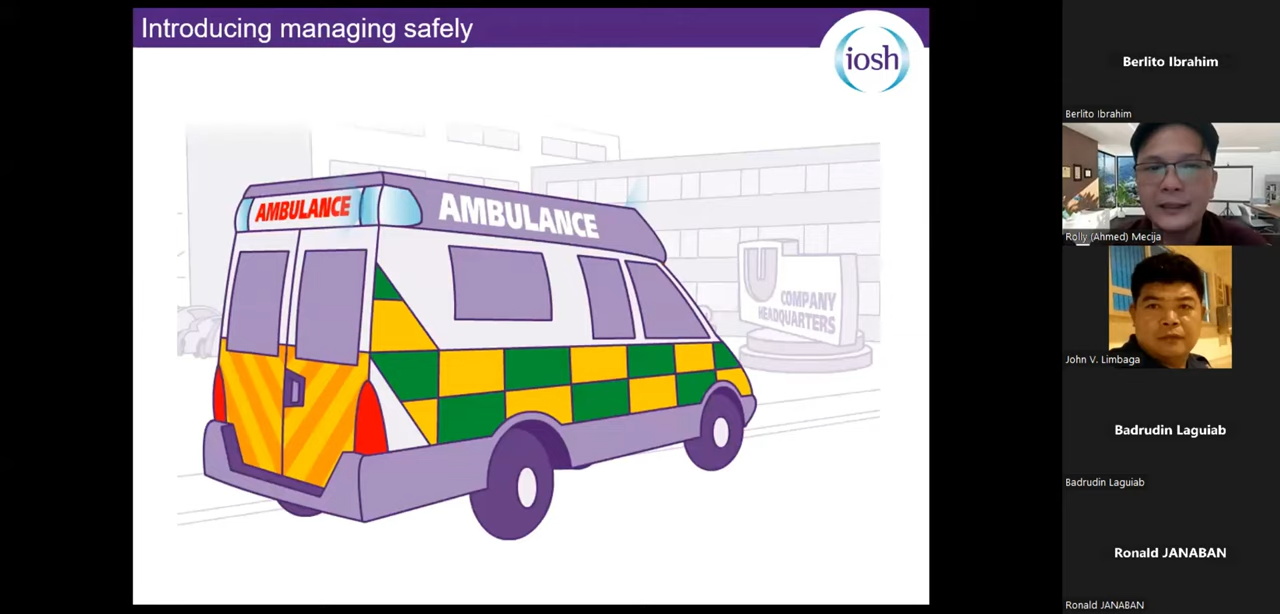 Introducing managing safely
iosh
AMBULANCE
AMBULANCE
COMPANY
HEADQUARTERS
Berlito Ibrahim
Berlito Ibrahim
Rolly (Ahmed) Mecija
John V. Limbaga
Badrudin Laguiab
Badrudin Laguiab
Ronald JANABAN
Ronald JANABAN